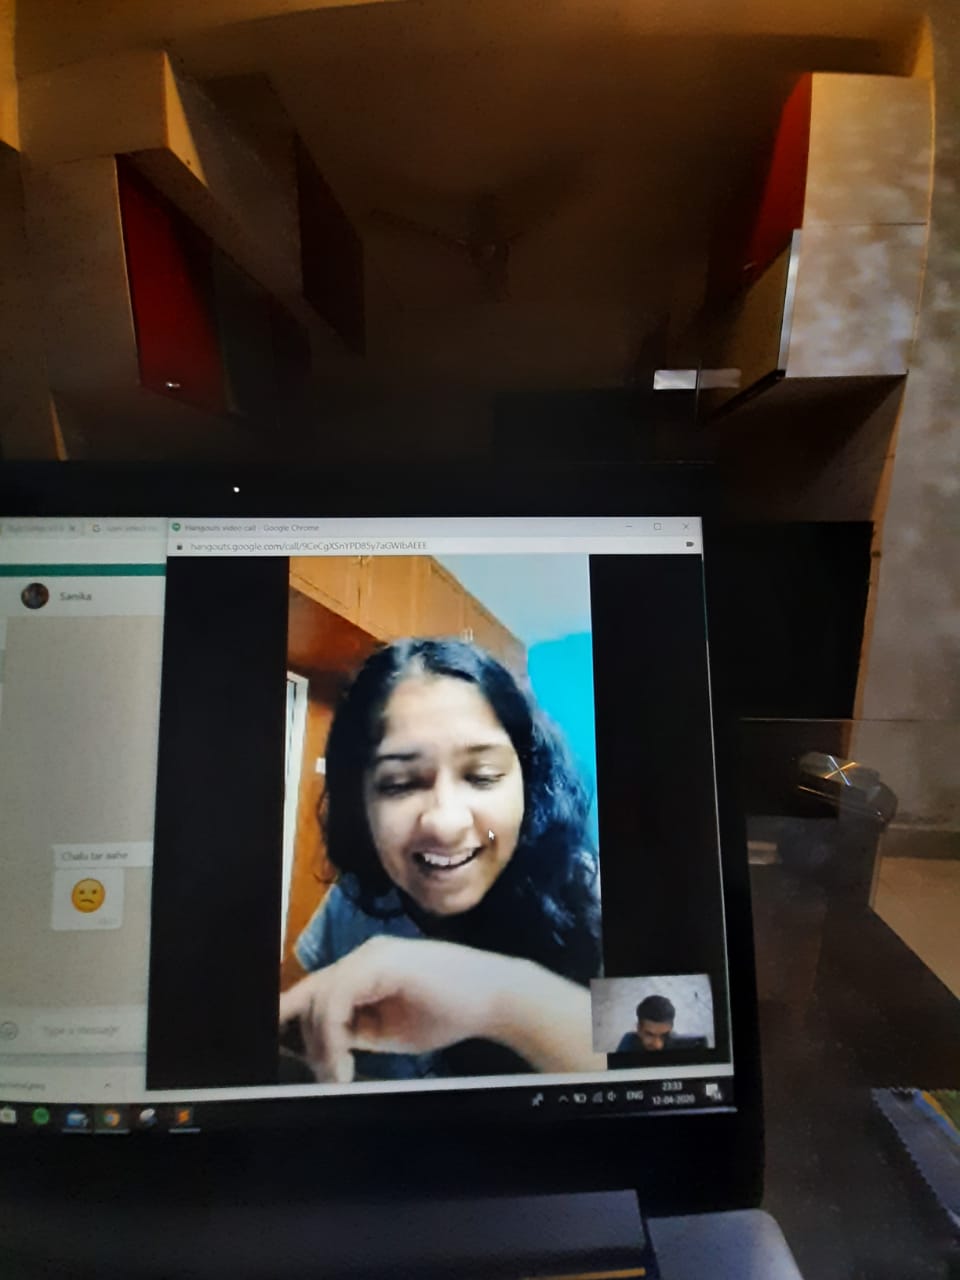 Hangouts video call - Google Chrome
hangouts.google.com/call/9CeCgXSnYPD85y7aGWlbAEEE
Sanika
Chalu tar aahe
Type a message
ENG
23:33
12-04-2020